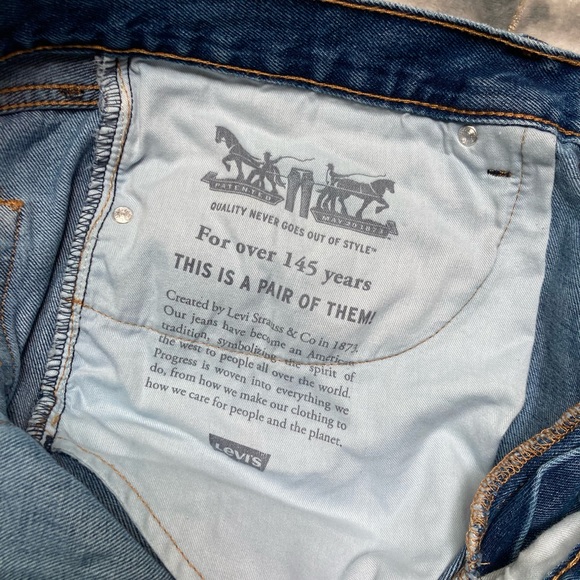 PATENTED MAY 20 1873
QUALITY NEVER GOES OUT OF STYLE™
For over 145 years
THIS IS A PAIR OF THEM!
Created by Levi Strauss & Co in 1873.
Our jeans have became an American
tradition, symbolizing the spirit of
the west to people all over the world.
Progress is woven into everything we
do, from how we make our clothing to
how we care for people and the planet.
Levi's